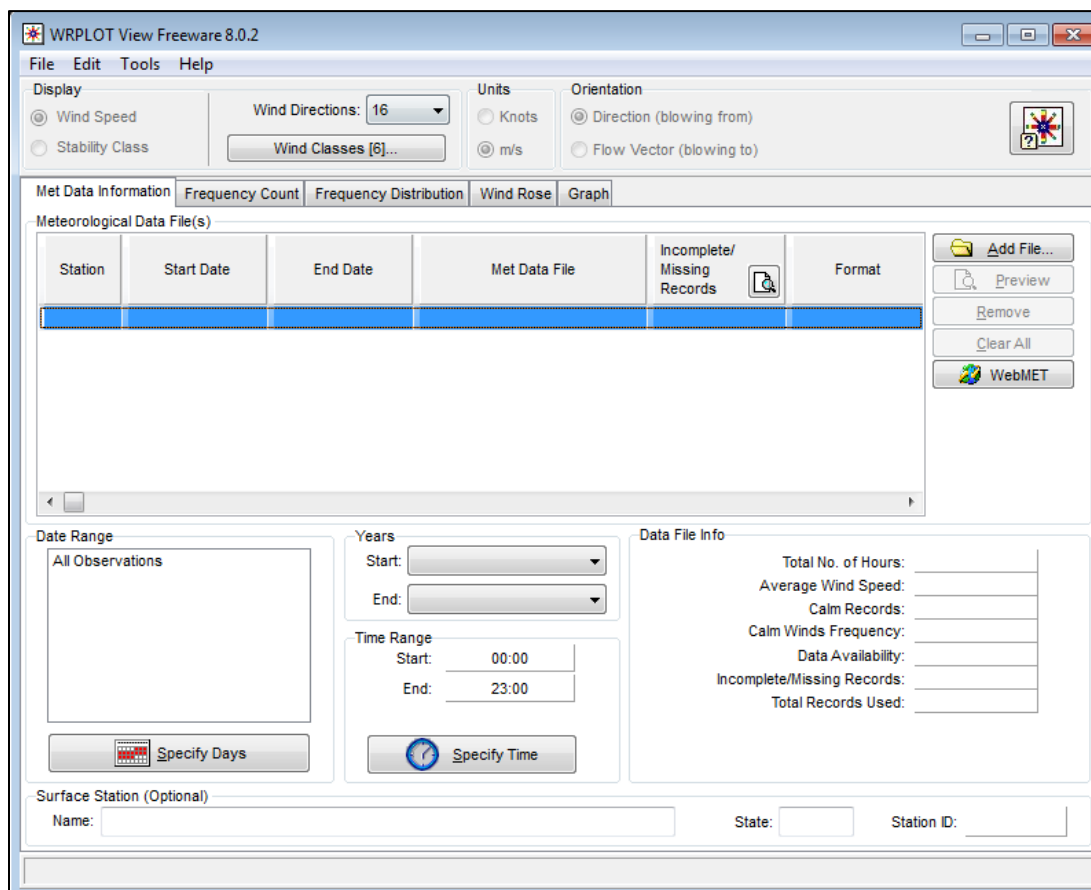 WRPLOT View Freeware 8.0.2
File Edit Tools Help
Display
Wind Speed
Stability Class
Wind Directions: 16
Wind Classes [6]...
Units
Knots
m/s
Orientation
Direction (blowing from)
Flow Vector (blowing to)
?
Met Data Information Frequency Count Frequency Distribution Wind Rose Graph
Meteorological Data File(s)
Station Start Date End Date Met Data File Incomplete/
Missing
Records Format
Add File...
Preview
Remove
Clear All
WebMET
Date Range
All Observations
Specify Days
Years
Start:
End:
Time Range
Start: 00:00
End: 23:00
Specify Time
Data File Info
Total No. of Hours:
Average Wind Speed:
Calm Records:
Calm Winds Frequency:
Data Availability:
Incomplete/Missing Records:
Total Records Used:
Surface Station (Optional)
Name: State: Station ID: